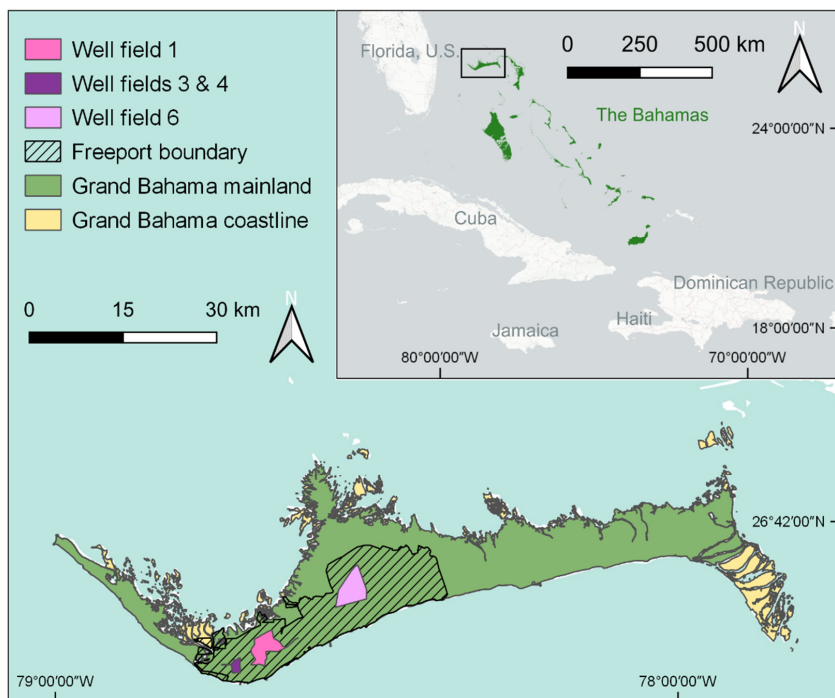 Well field 1
Well fields 3 & 4
Well field 6
Freeport boundary
Grand Bahama mainland
Grand Bahama coastline
0 15 30 km
N
Florida, U.S.
0 250 500 km
N
The Bahamas
24°00'00"N
Cuba
Dominican Republic
Haiti
Jamaica
18°00'00"N
80°00'00"W
70°00'00"W
26°42'00"N
79°00'00"W
78°00'00"W